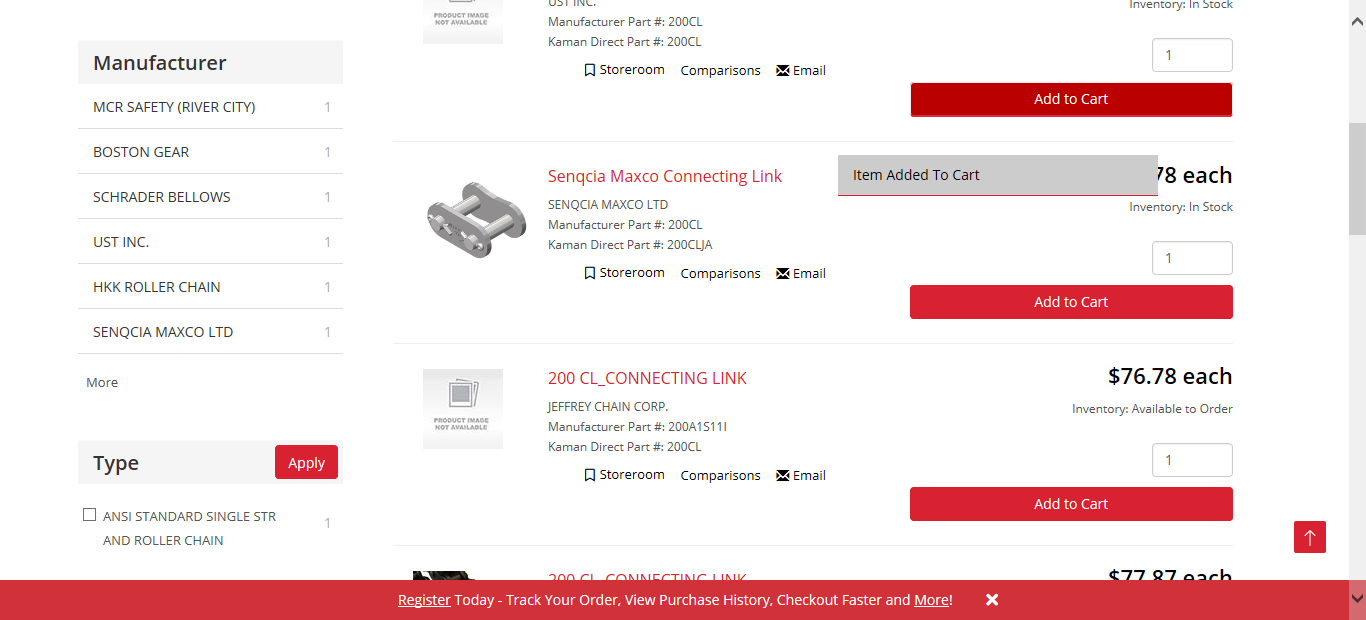 PRODUCT IMAGE
NOT AVAILABLE
UST INC.
Manufacturer Part #: 200CL
Kaman Direct Part #: 200CL
Storeroom Comparisons Email
Inventory: In Stock
1
Add to Cart
Manufacturer
MCR SAFETY (RIVER CITY) 1
BOSTON GEAR 1
SCHRADER BELLOWS 1
UST INC. 1
HKK ROLLER CHAIN 1
SENQCIA MAXCO LTD 1
More
Type Apply
ANSI STANDARD SINGLE STR
AND ROLLER CHAIN 1
Senqcia Maxco Connecting Link
SENQCIA MAXCO LTD
Manufacturer Part #: 200CL
Kaman Direct Part #: 200CLJA
Storeroom Comparisons Email
Item Added To Cart
78 each
Inventory: In Stock
1
Add to Cart
PRODUCT IMAGE
NOT AVAILABLE
200 CL_CONNECTING LINK
JEFFREY CHAIN CORP.
Manufacturer Part #: 200A1S11I
Kaman Direct Part #: 200CL
Storeroom Comparisons Email
$76.78 each
Inventory: Available to Order
1
Add to Cart
200 CL_CONNECTING LINK
$77.87 each
Register Today - Track Your Order, View Purchase History, Checkout Faster and More!